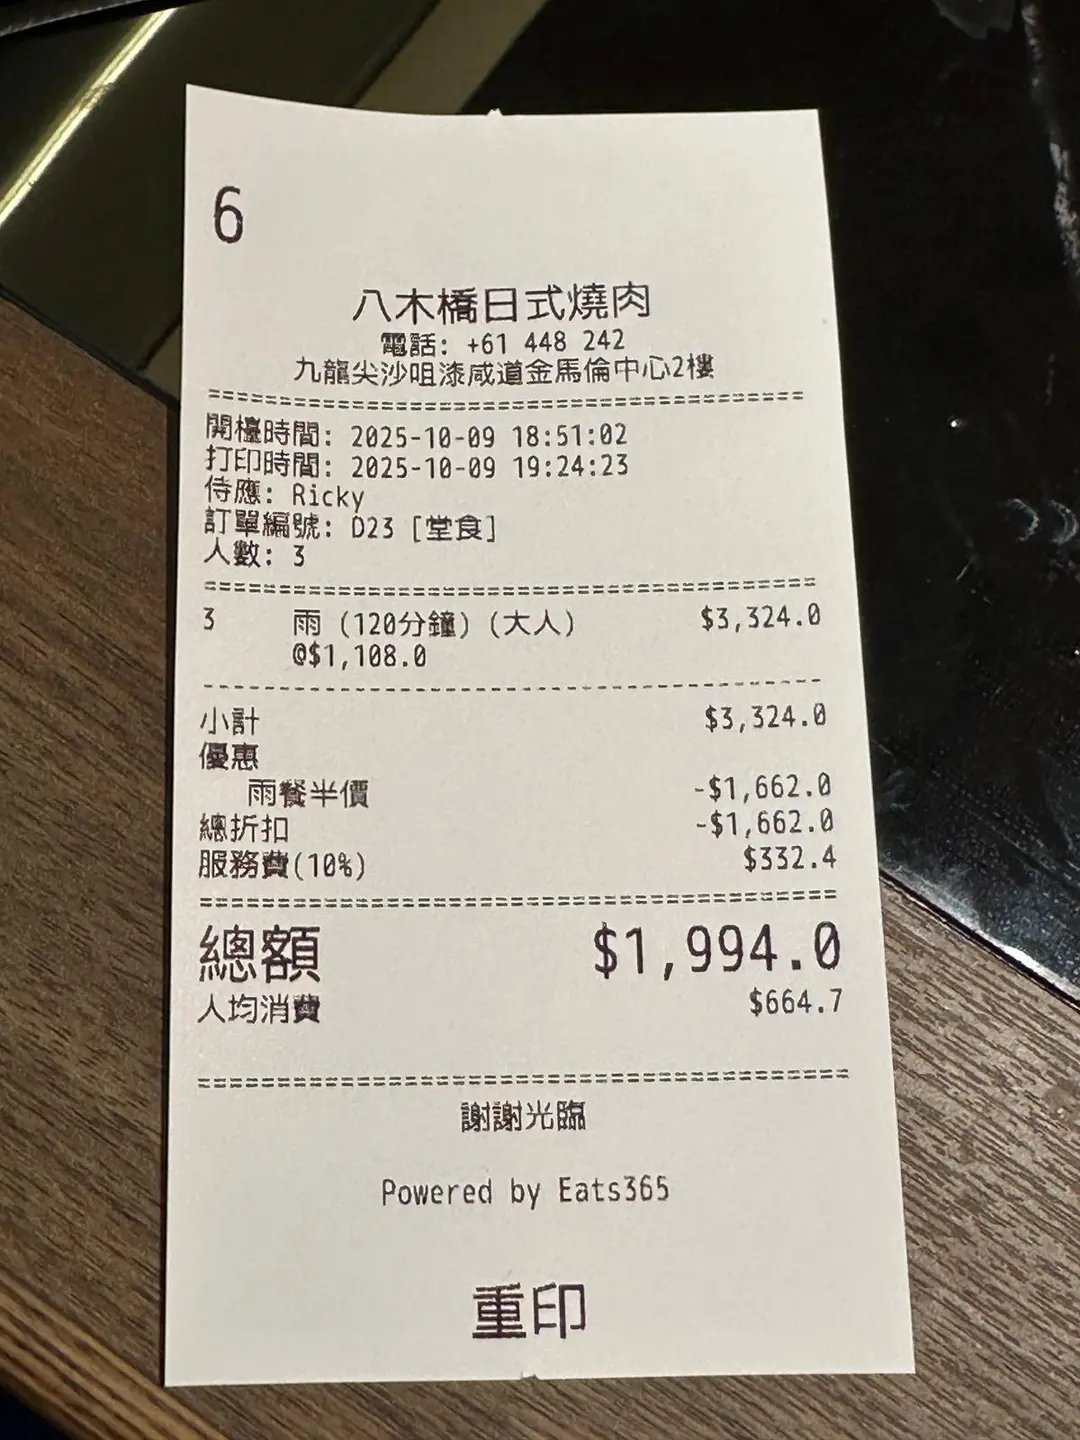 6
八木橋日式燒肉
電話: +61 448 242
九龍尖沙咀漆咸道金馬倫中心2樓
開檯時間: 2025-10-09 18:51:02
打印時間: 2025-10-09 19:24:23
侍應: Ricky
訂單編號: D23 [堂食]
人數: 3
3 雨 (120分鐘) (大人) $3,324.0
@$1,108.0
小計 $3,324.0
優惠
雨餐半價 -$1,662.0
總折扣 -$1,662.0
服務費(10%) $332.4
總額 $1,994.0
人均消費 $664.7
謝謝光臨
Powered by Eats365
重印